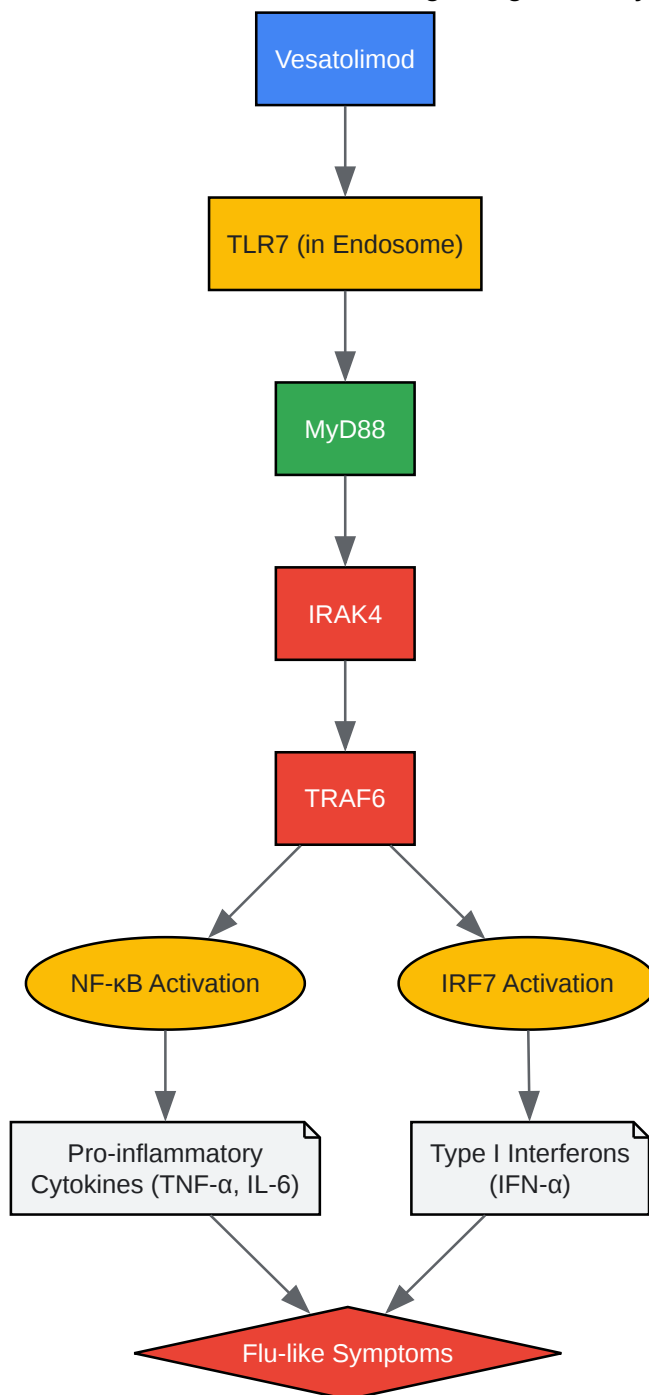 Vesatolimod
TLR7 (in Endosome)
MyD88
IRAK4
TRAF6
NF-κB Activation
IRF7 Activation
Pro-inflammatory
Cytokines (TNF-α, IL-6)
Type I Interferons
(IFN-α)
Flu-like Symptoms